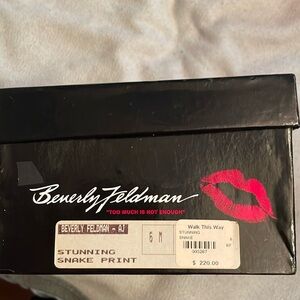 Beverly Feldman
"TOO MUCH IS NOT ENOUGH"
BEVERLY FELDMAN - AJ
6 M
STUNNING
SNAKE PRINT
Walk This Way
STUNNING
SNAKE
$ 220.00